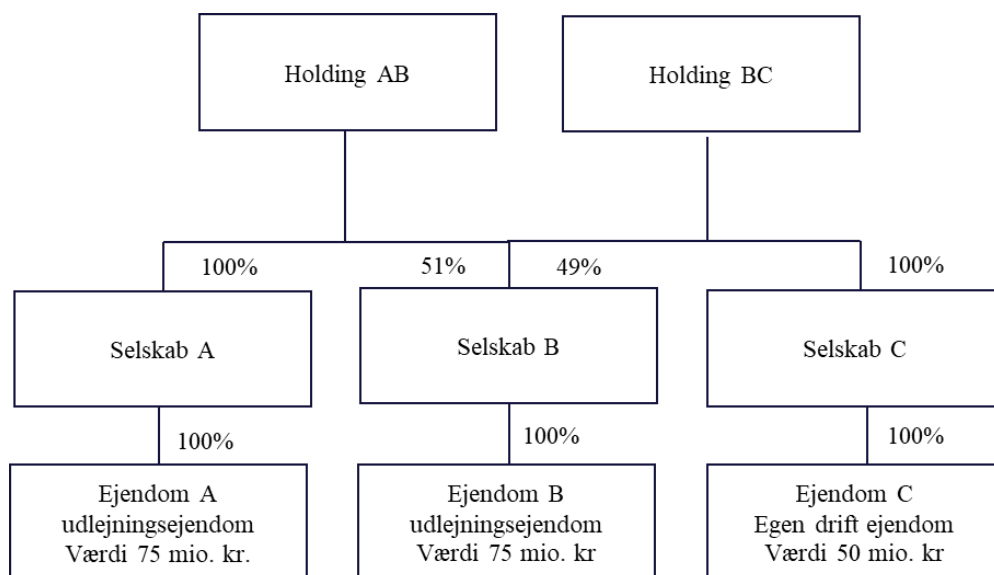 Holding AB
Holding BC
100%
51%
49%
100%
Selskab A
Selskab B
Selskab C
100%
100%
100%
Ejendom A
udlejningsejendom
Værdi 75 mio. kr.
Ejendom B
udlejningsejendom
Værdi 75 mio. kr
Ejendom C
Egen drift ejendom
Værdi 50 mio. kr